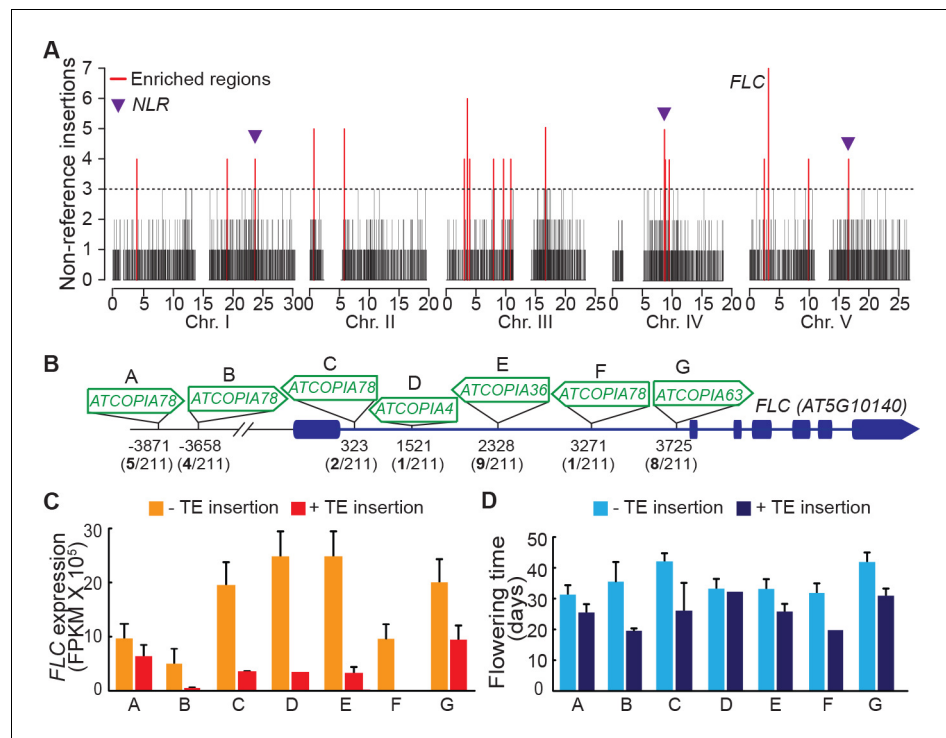 A
Non-reference insertions
7
6
5
4
3
2
1
0
Enriched regions
NLR
FLC
0 5 10 15 20 25 30
Chr. I
0 5 10 15 20
Chr. II
0 5 10 15 20 25
Chr. III
0 5 10 15 20
Chr. IV
0 5 10 15 20 25
Chr. V
B
A B C D E F G
ATCOPIA78 ATCOPIA78 ATCOPIA78 ATCOPIA4 ATCOPIA36 ATCOPIA78 ATCOPIA63
FLC (AT5G10140)
-3871 -3658 323 1521 2328 3271 3725
(5/211) (4/211) (2/211) (1/211) (9/211) (1/211) (8/211)
C
- TE insertion + TE insertion
FLC expression
(FPKM X 10⁵)
30
20
10
0
A B C D E F G
D
- TE insertion + TE insertion
Flowering time
(days)
50
40
30
20
10
0
A B C D E F G